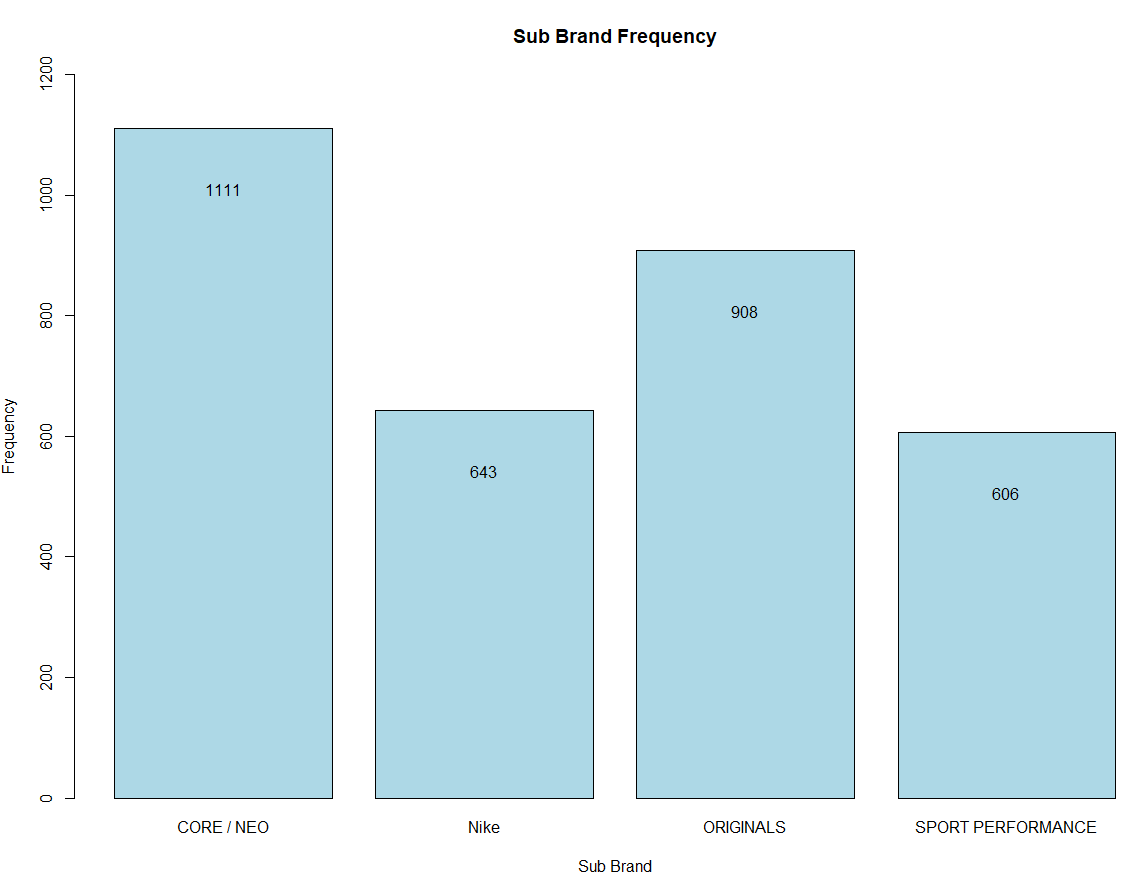 Sub Brand Frequency
1200
1000
800
600
400
200
0
Frequency
1111
643
908
606
CORE / NEO
Nike
ORIGINALS
SPORT PERFORMANCE
Sub Brand